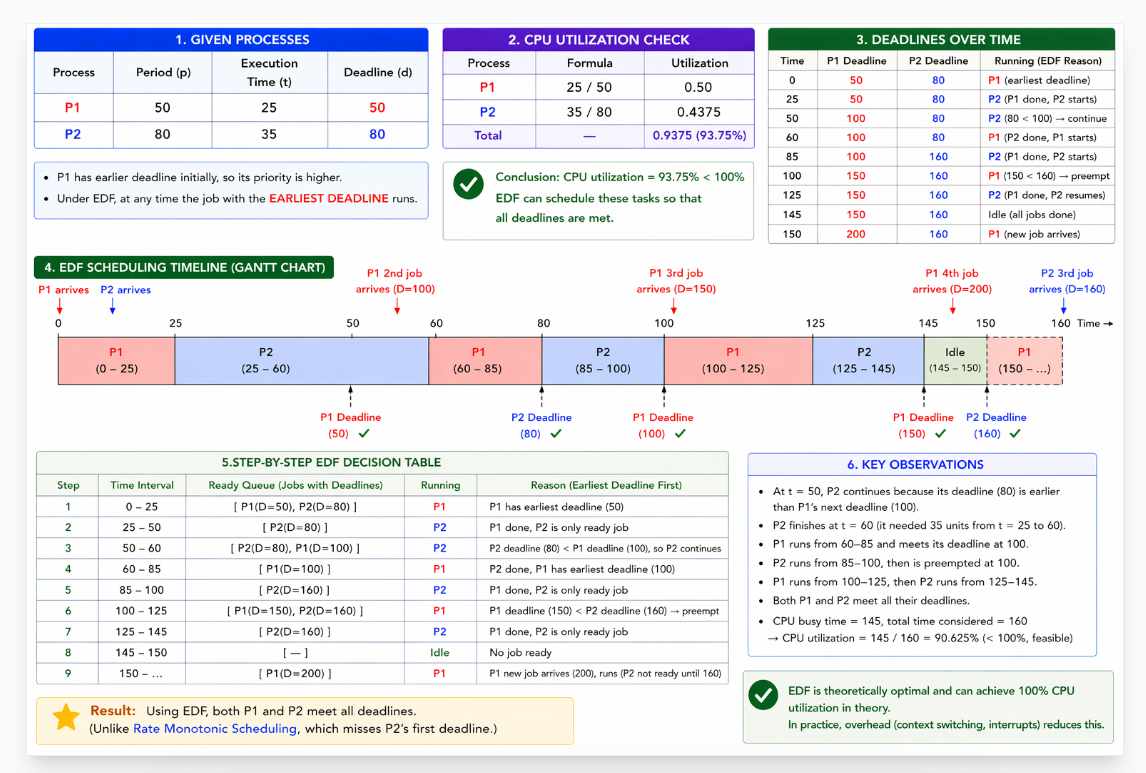 1. GIVEN PROCESSES
Process Period (p) Execution Time (t) Deadline (d)
P1 50 25 50
P2 80 35 80
• P1 has earlier deadline initially, so its priority is higher.
• Under EDF, at any time the job with the EARLIEST DEADLINE runs.
2. CPU UTILIZATION CHECK
Process Formula Utilization
P1 25 / 50 0.50
P2 35 / 80 0.4375
Total — 0.9375 (93.75%)
Conclusion: CPU utilization = 93.75% < 100%
EDF can schedule these tasks so that
all deadlines are met.
3. DEADLINES OVER TIME
Time P1 Deadline P2 Deadline Running (EDF Reason)
0 50 80 P1 (earliest deadline)
25 50 80 P2 (P1 done, P2 starts)
50 100 80 P2 (80 < 100) → continue
60 100 80 P1 (P2 done, P1 starts)
85 100 160 P2 (P1 done, P2 starts)
100 150 160 P1 (150 < 160) → preempt
125 150 160 P2 (P1 done, P2 resumes)
145 150 160 Idle (all jobs done)
150 200 160 P1 (new job arrives)
4. EDF SCHEDULING TIMELINE (GANTT CHART)
P1 arrives P2 arrives
P1 2nd job
arrives (D=100)
P1 3rd job
arrives (D=150)
P1 4th job
arrives (D=200)
P2 3rd job
arrives (D=160)
0 25 50 60 80 100 125 145 150 160 Time →
P1 P2 P1 P2 P1 P2 Idle P1
(0 – 25) (25 – 60) (60 – 85) (85 – 100) (100 – 125) (125 – 145) (145 – 150) (150 – ...)
P1 Deadline P2 Deadline P1 Deadline P1 Deadline P2 Deadline
(50) ✓ (80) ✓ (100) ✓ (150) ✓ (160) ✓
5.STEP-BY-STEP EDF DECISION TABLE
Step Time Interval Ready Queue (Jobs with Deadlines) Running Reason (Earliest Deadline First)
1 0 – 25 [ P1(D=50), P2(D=80) ] P1 P1 has earliest deadline (50)
2 25 – 50 [ P2(D=80) ] P2 P1 done, P2 is only ready job
3 50 – 60 [ P2(D=80), P1(D=100) ] P2 P2 deadline (80) < P1 deadline (100), so P2 continues
4 60 – 85 [ P1(D=100) ] P1 P2 done, P1 has earliest deadline (100)
5 85 – 100 [ P2(D=160) ] P2 P1 done, P2 is only ready job
6 100 – 125 [ P1(D=150), P2(D=160) ] P1 P1 deadline (150) < P2 deadline (160) → preempt
7 125 – 145 [ P2(D=160) ] P2 P1 done, P2 is only ready job
8 145 – 150 [ — ] Idle No job ready
9 150 – ... [ P1(D=200) ] P1 P1 new job arrives (200), runs (P2 not ready until 160)
6. KEY OBSERVATIONS
• At t = 50, P2 continues because its deadline (80) is earlier
than P1’s next deadline (100).
• P2 finishes at t = 60 (it needed 35 units from t = 25 to 60).
• P1 runs from 60–85 and meets its deadline at 100.
• P2 runs from 85–100, then is preempted at 100.
• P1 runs from 100–125, then P2 runs from 125–145.
• Both P1 and P2 meet all their deadlines.
• CPU busy time = 145, total time considered = 160
→ CPU utilization = 145 / 160 = 90.625% (< 100%, feasible)
Result: Using EDF, both P1 and P2 meet all deadlines.
(Unlike Rate Monotonic Scheduling, which misses P2’s first deadline.)
EDF is theoretically optimal and can achieve 100% CPU
utilization in theory.
In practice, overhead (context switching, interrupts) reduces this.